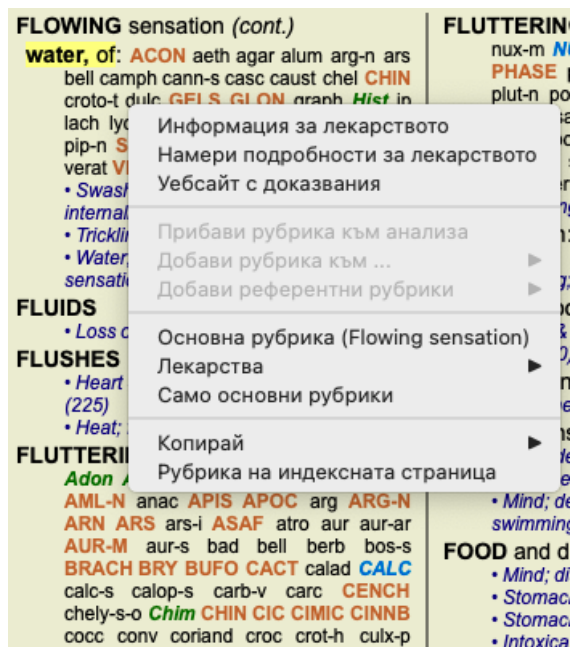 FLOWING sensation (cont.)
water, of: ACON aeth agar alum arg-n ars
bell camph cann-s casc caust chel CHIN
croto-t dulc GELS GLON graph Hist ip
lach
pip-n
verat
• Swash
internal
• Trickli
• Water,
sensati
FLUIDS
• Loss
FLUSHES
• Heart
(225)
• Heat;
FLUTTERI
Adon
AML-N anac APIS APOC arg ARG-N
ARN ARS ars-i ASAF atro aur aur-ar
AUR-M aur-s bad bell berb bos-s
BRACH BRY BUFO CACT calad CALC
calc-s calop-s carb-v carc CENCH
chely-s-o Chim CHIN CIC CIMIC CINNB
cocc conv coriand croc crot-h culx-p
Информация за лекарството
Намери подробности за лекарството
Уебсайт с доказвания
Прибави рубрика към анализа
Добави рубрика към ...
Добави референтни рубрики
Основна рубрика (Flowing sensation)
Лекарства
Само основни рубрики
Копирай
Рубрика на индексната страница
FLUTTERING
nux-m
PHASE
plut-n
• Mind; de
swimming
FOOD and d
• Mind; di
• Stomac
• Stomac
• Intoxica